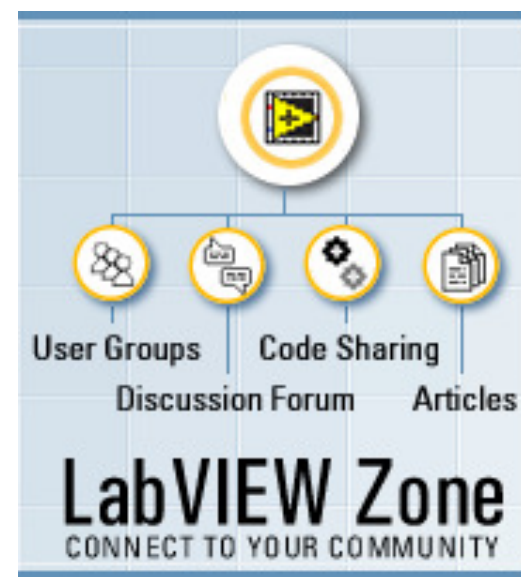 User Groups
Code Sharing
Discussion Forum
Articles
LabVIEW Zone
CONNECT TO YOUR COMMUNITY